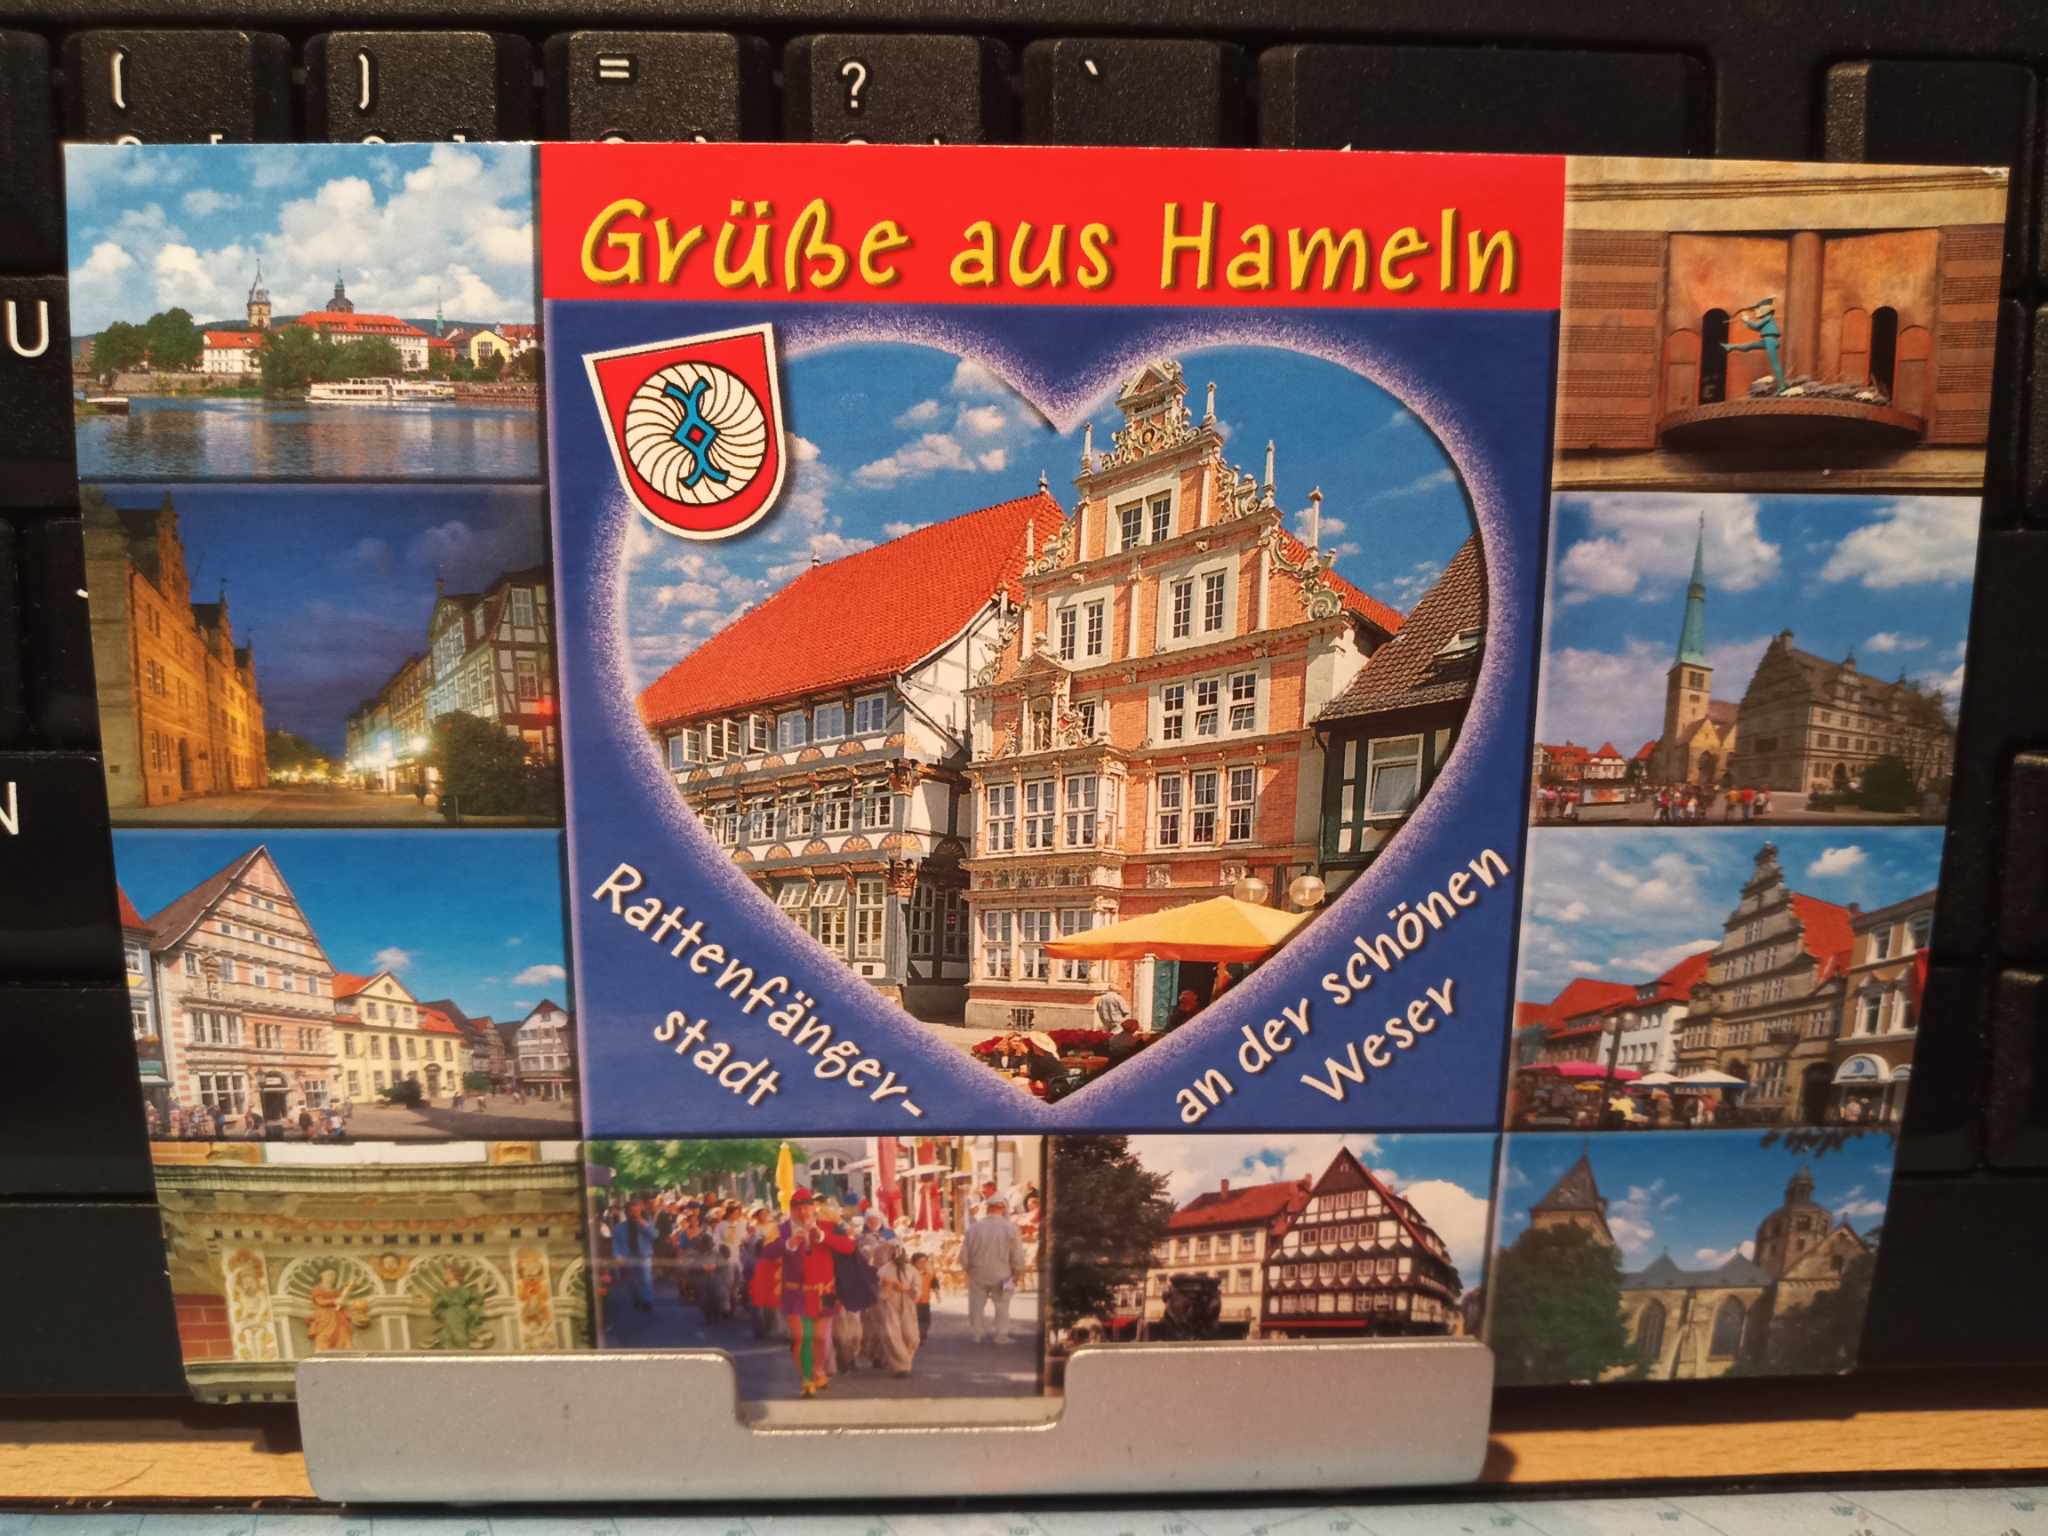 ( ) = ? `
U
N
Grüße aus Hameln
Rattenfänger-
stadt
an der schönen
Weser